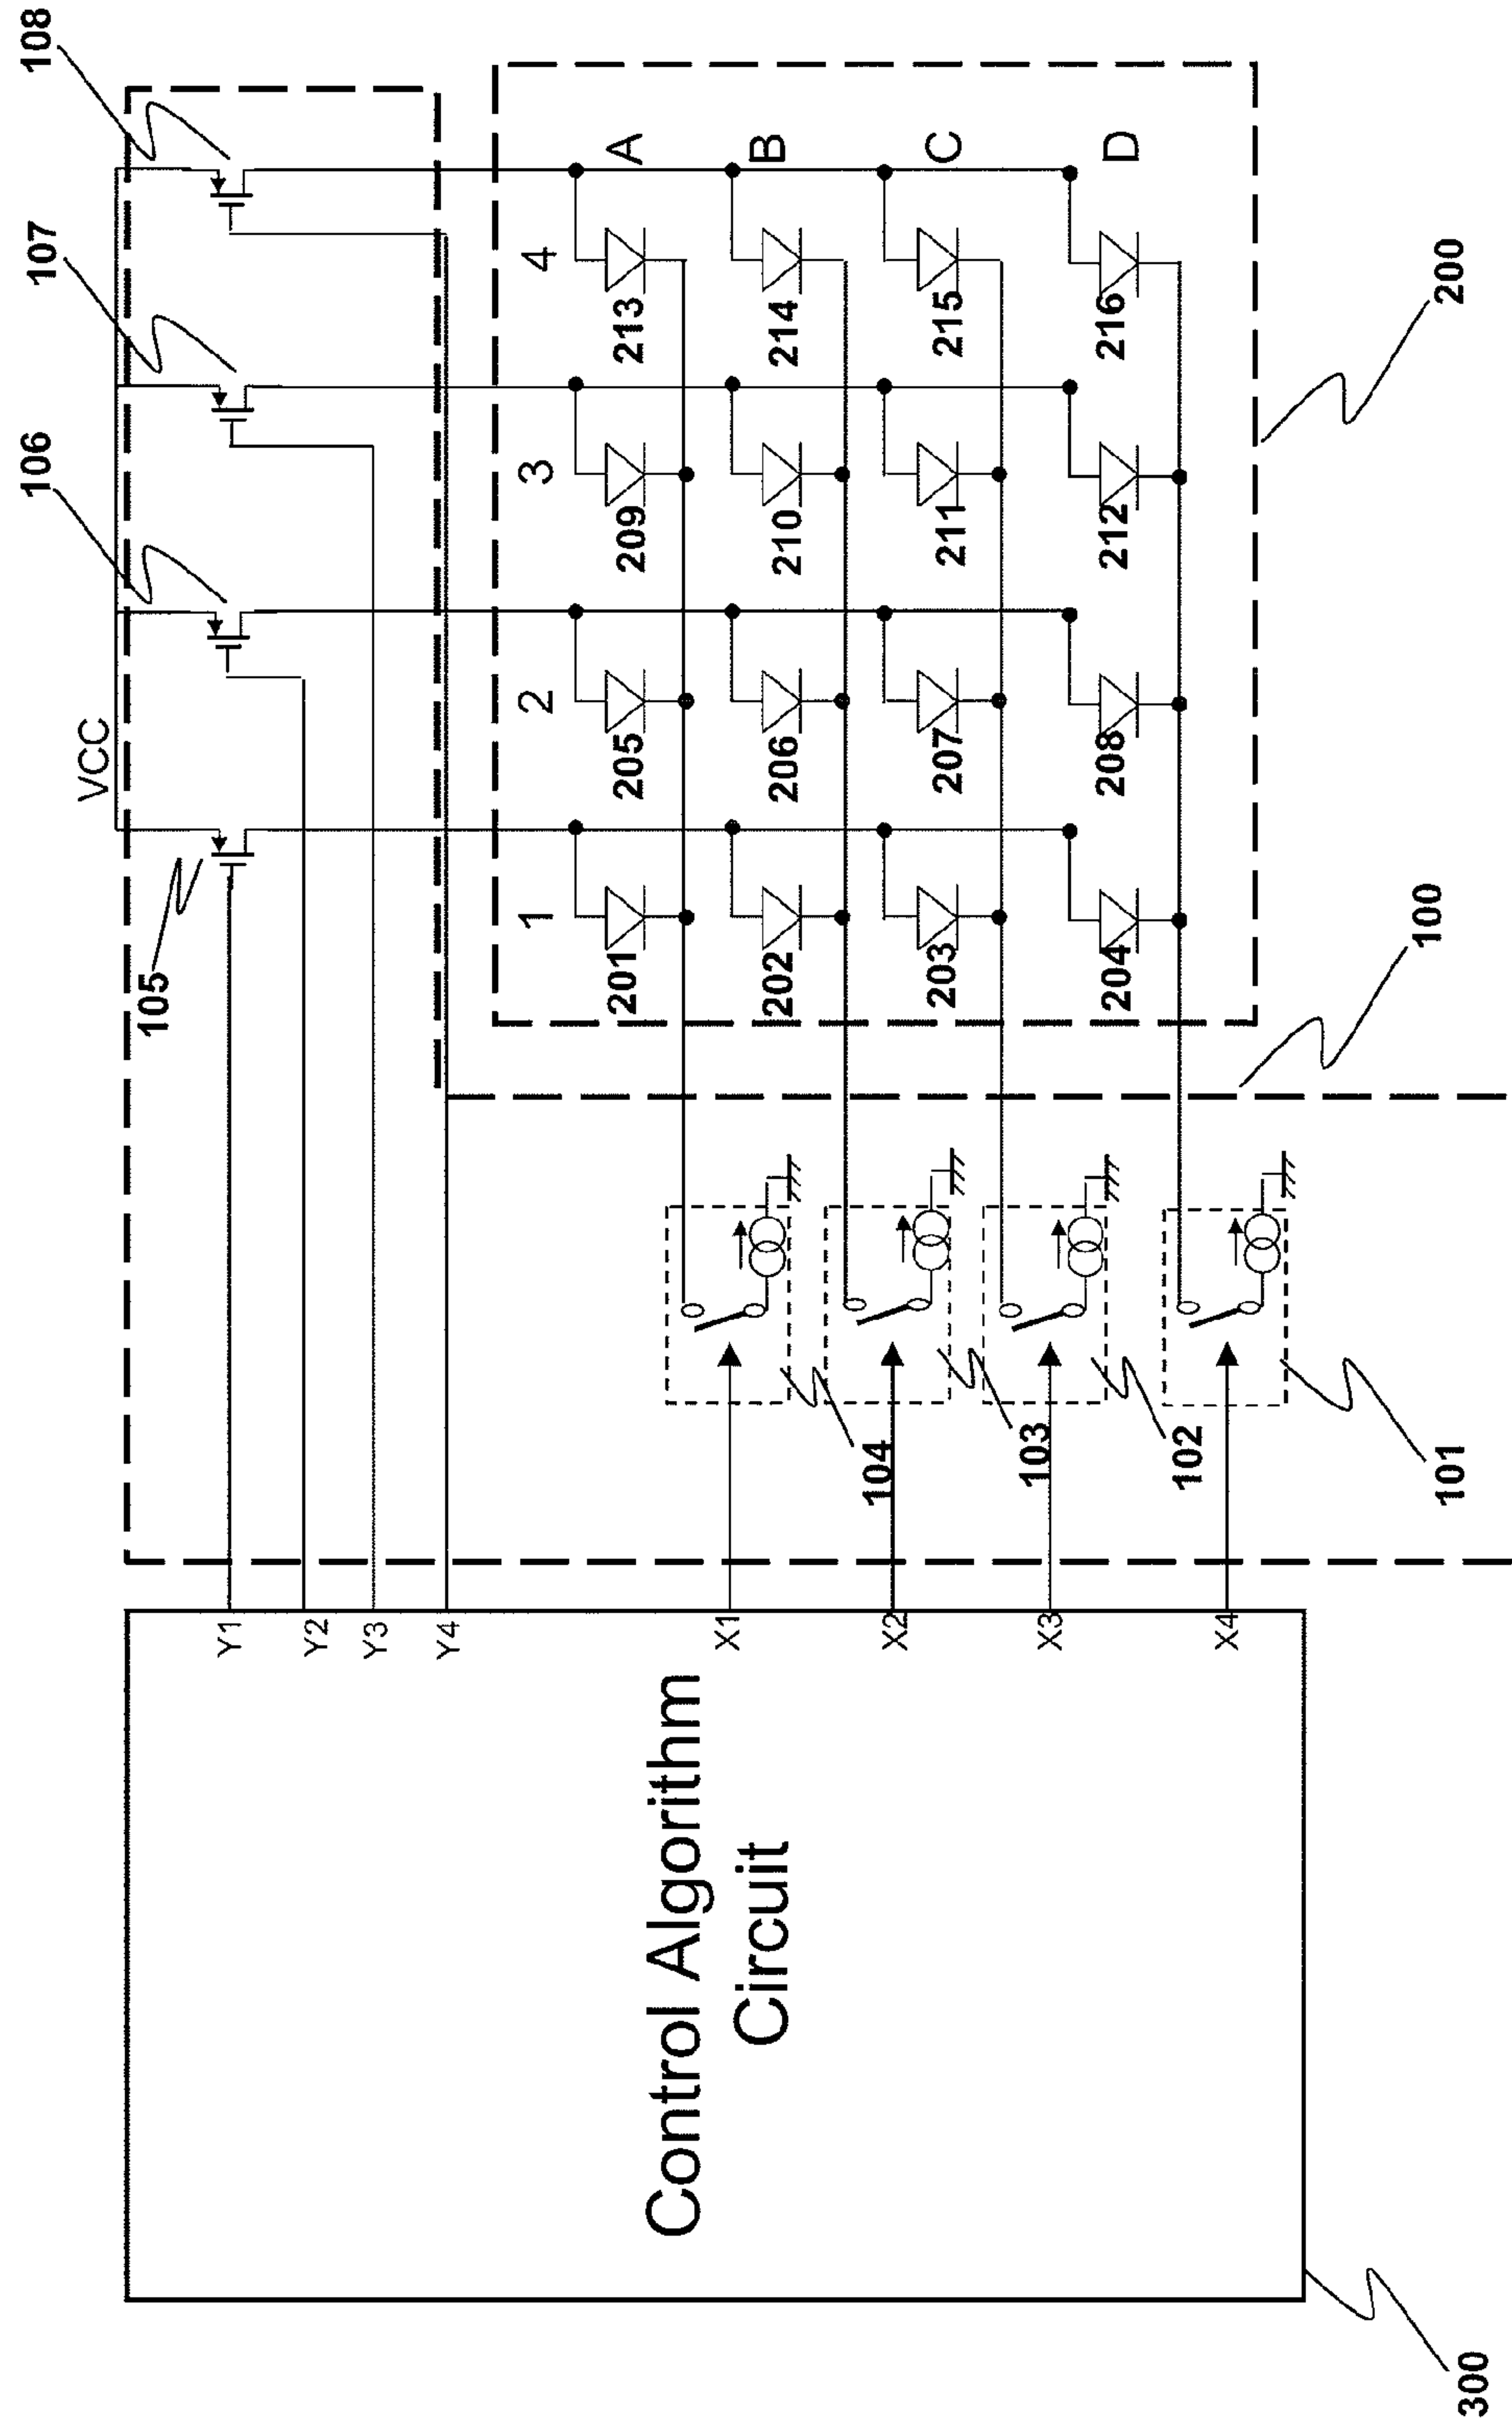 108
107
106
VCC
105
A
B
C
D
4
3
2
1
213
214
215
216
209
210
211
212
205
206
207
208
201
202
203
204
200
100
104
103
102
101
Y1
Y2
Y3
Y4
X1
X2
X3
X4
Control Algorithm
Circuit
300